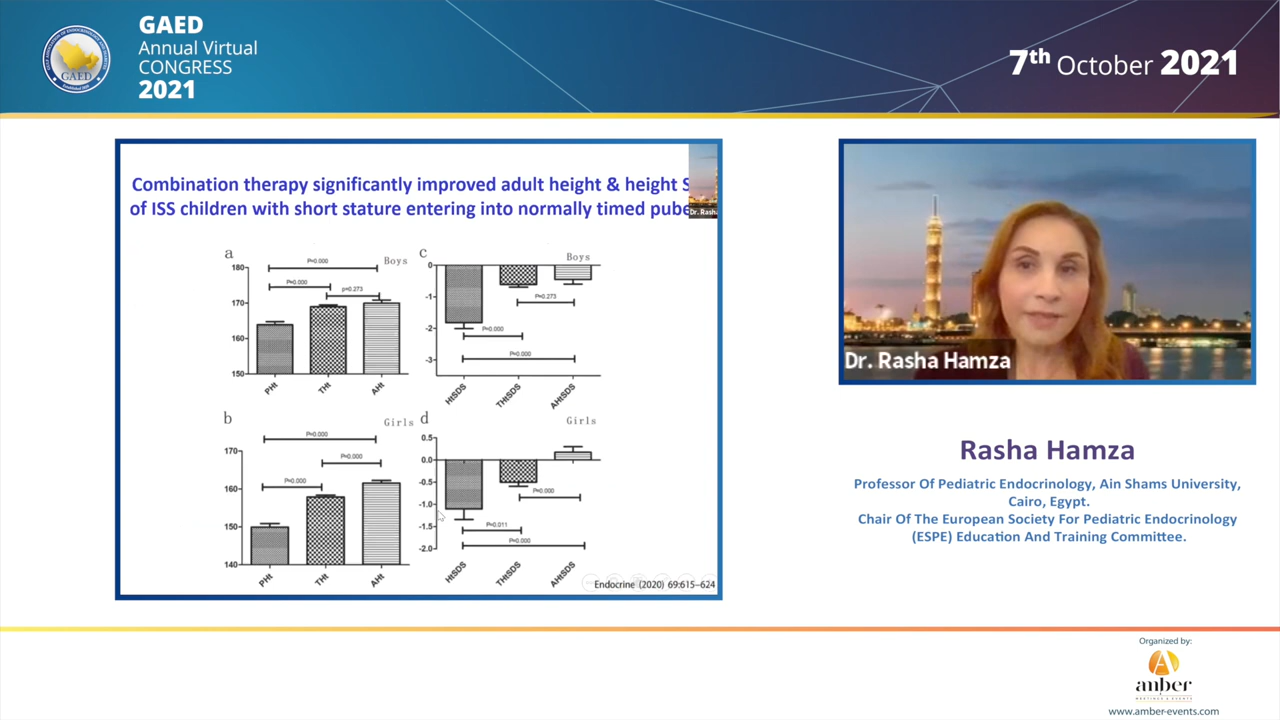 GAED
Annual Virtual
CONGRESS
2021
GAED
7th October 2021
Combination therapy significantly improved adult height & height S
of ISS children with short stature entering into normally timed pube
Dr. Rash
a
Boys
P=0.000
P=0.000
p=0.273
180
170
160
150
PHt
THt
AHt
c
Boys
0
-1
-2
-3
P=0.273
P=0.000
P=0.000
HtSDS
THtSDS
AHtSDS
b
Girls
P=0.000
P=0.000
P=0.000
170
160
150
140
PHt
THt
AHt
d
Girls
0.5
0.0
-0.5
-1.0
-1.5
-2.0
P=0.000
P=0.011
P=0.000
HtSDS
THtSDS
AHtSDS
Endocrine (2020) 69:615–624
Dr. Rasha Hamza
Rasha Hamza
Professor Of Pediatric Endocrinology, Ain Shams University,
Cairo, Egypt.
Chair Of The European Society For Pediatric Endocrinology
(ESPE) Education And Training Committee.
Organized by:
anber
www.amber-events.com